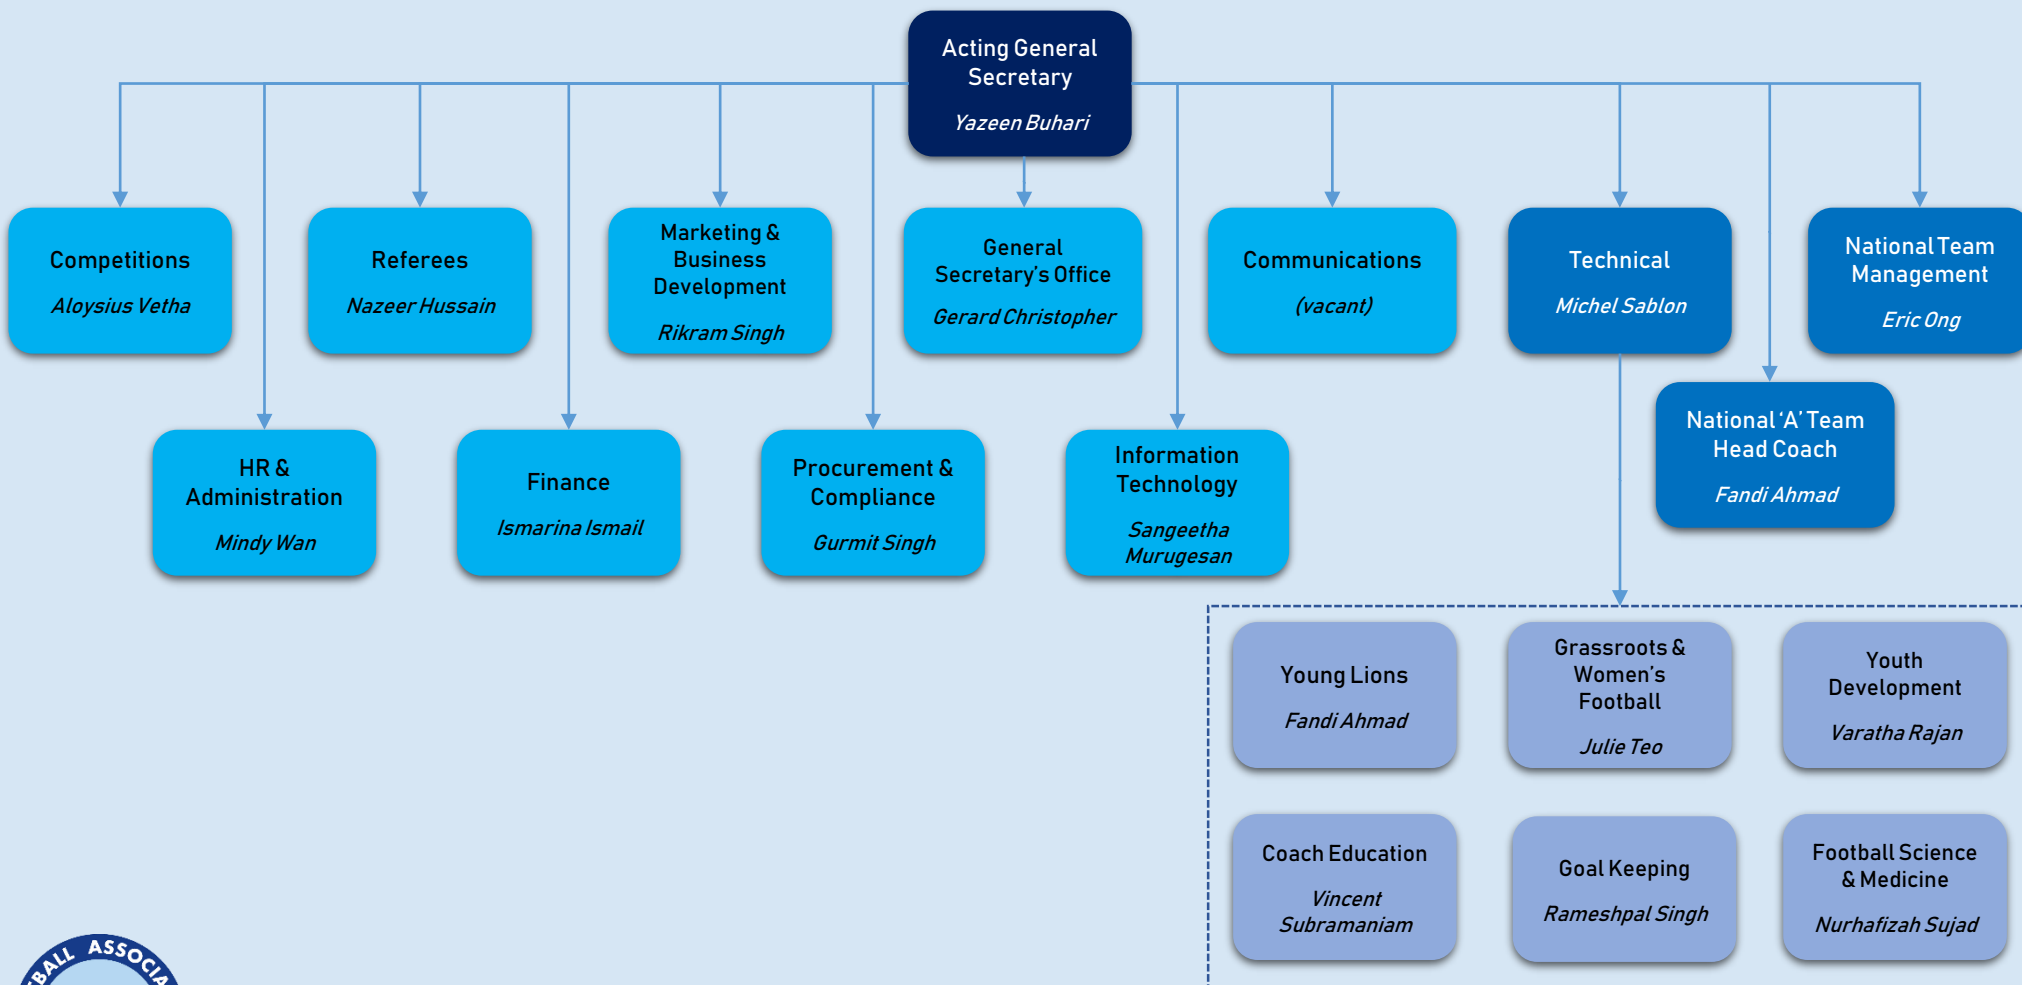 Acting General
Secretary
Yazeen Buhari
Competitions
Aloysius Vetha
Referees
Nazeer Hussain
Marketing &
Business
Development
Rikram Singh
General
Secretary’s Office
Gerard Christopher
Communications
(vacant)
Technical
Michel Sablon
National Team
Management
Eric Ong
HR &
Administration
Mindy Wan
Finance
Ismarina Ismail
Procurement &
Compliance
Gurmit Singh
Information
Technology
Sangeetha
Murugesan
National ‘A’ Team
Head Coach
Fandi Ahmad
Young Lions
Fandi Ahmad
Grassroots &
Women’s
Football
Julie Teo
Youth
Development
Varatha Rajan
Coach Education
Vincent
Subramaniam
Goal Keeping
Rameshpal Singh
Football Science
& Medicine
Nurhafizah Sujad